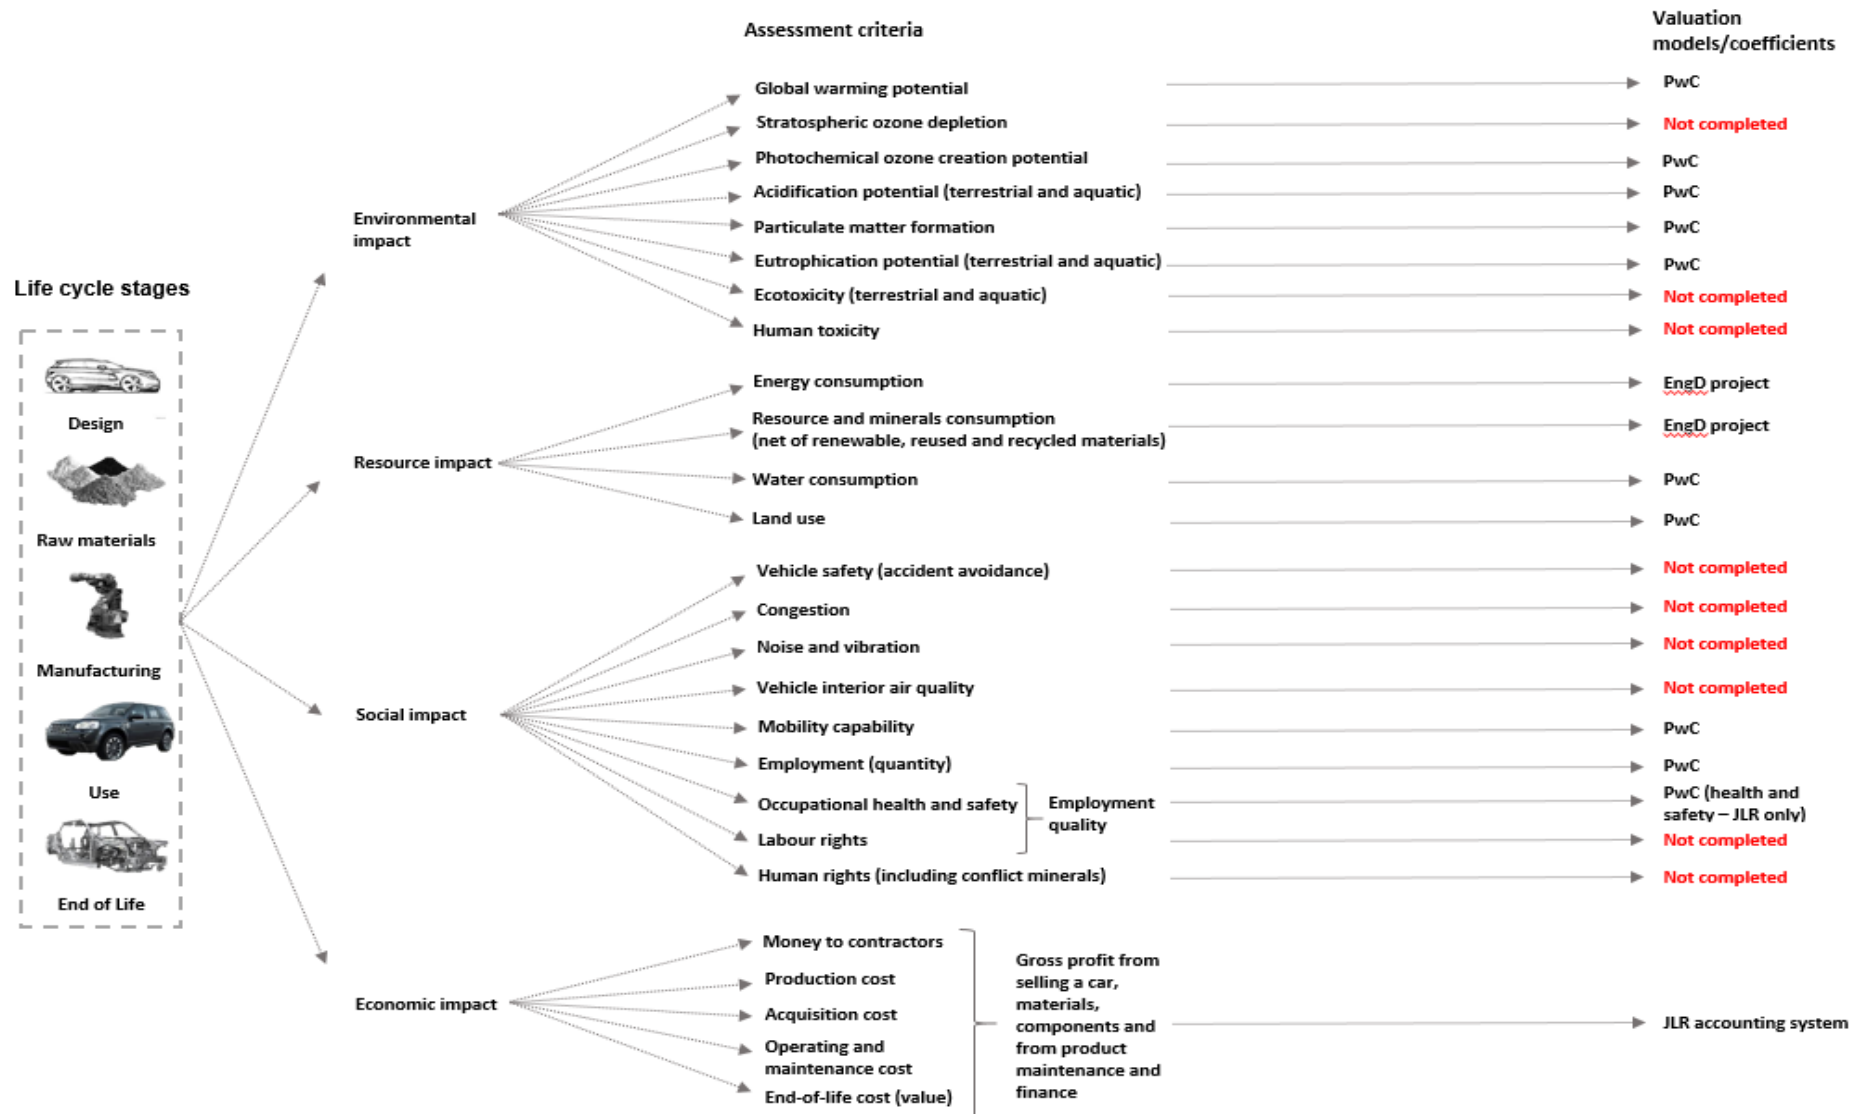 Assessment criteria
Valuation
models/coefficients
Global warming potential
PwC
Stratospheric ozone depletion
Not completed
Photochemical ozone creation potential
PwC
Acidification potential (terrestrial and aquatic)
PwC
Environmental
impact
Particulate matter formation
PwC
Eutrophication potential (terrestrial and aquatic)
PwC
Ecotoxicity (terrestrial and aquatic)
Not completed
Human toxicity
Not completed
Life cycle stages
Design
Raw materials
Manufacturing
Use
End of Life
Resource impact
Energy consumption
EngD project
Resource and minerals consumption
(net of renewable, reused and recycled materials)
EngD project
Water consumption
PwC
Land use
PwC
Social impact
Vehicle safety (accident avoidance)
Not completed
Congestion
Not completed
Noise and vibration
Not completed
Vehicle interior air quality
Not completed
Mobility capability
PwC
Employment (quantity)
PwC
Occupational health and safety
Employment
quality
PwC (health and
safety – JLR only)
Labour rights
Not completed
Human rights (including conflict minerals)
Not completed
Economic impact
Money to contractors
Production cost
Acquisition cost
Operating and
maintenance cost
End-of-life cost (value)
Gross profit from
selling a car,
materials,
components and
from product
maintenance and
finance
JLR accounting system